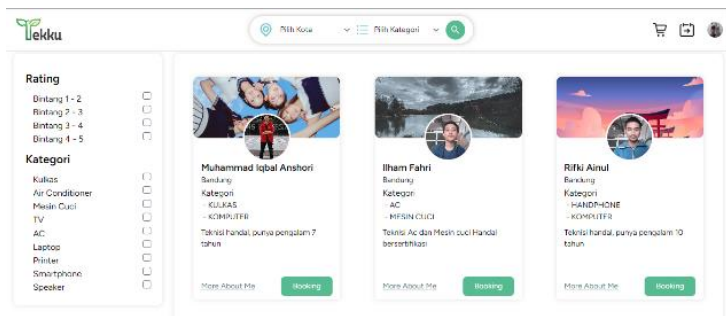 Tekku
Pilih Kota
Pilih Kategori
Rating
Bintang 1 - 2
Bintang 2 - 3
Bintang 3 - 4
Bintang 4 - 5
Kategori
Kulkas
Air Conditioner
Mesin Cuci
TV
AC
Laptop
Printer
Smartphone
Speaker
Muhammad Iqbal Anshori
Bandung
Kategori
- KULKAS
- KOMPUTER
Teknisi handal, punya pengalam 7
tahun
More About Me
Booking
Ilham Fahri
Bandung
Kategori
- AC
- MESIN CUCI
Teknisi Ac dan Mesin cuci Handal
bersertifikasi
More About Me
Booking
Rifki Ainul
Bandung
Kategori
- HANDPHONE
- KOMPUTER
Teknisi handal, punya pengalam 10
tahun
More About Me
Booking